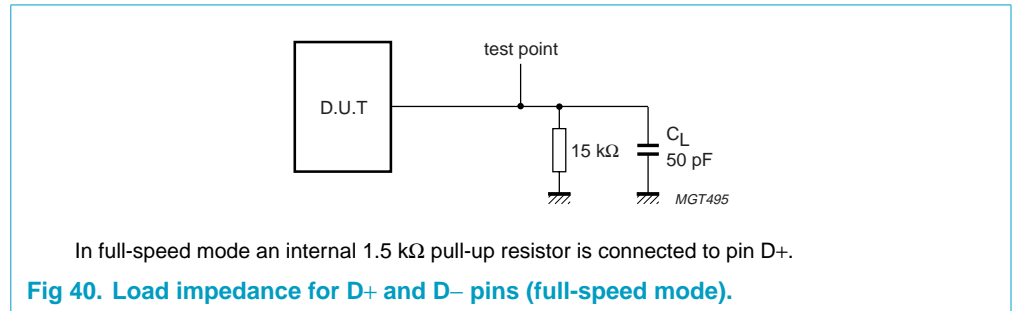 test point
D.U.T
15 kΩ
CL
50 pF
MGT495
In full-speed mode an internal 1.5 kΩ pull-up resistor is connected to pin D+.
Fig 40. Load impedance for D+ and D− pins (full-speed mode).